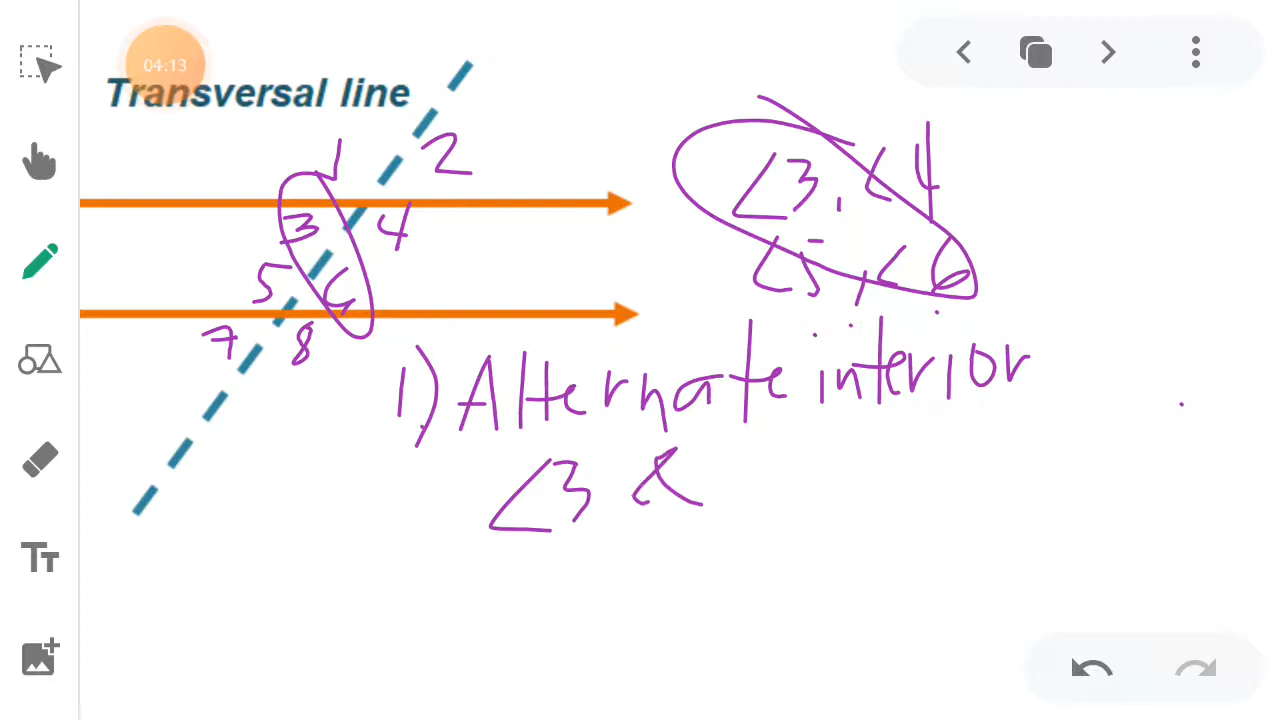 04:13
Transversal line
1 2
3 4
5 6
7 8
∠3, ∠4
∠5, ∠6
1.) Alternate interior
∠3 &
TT